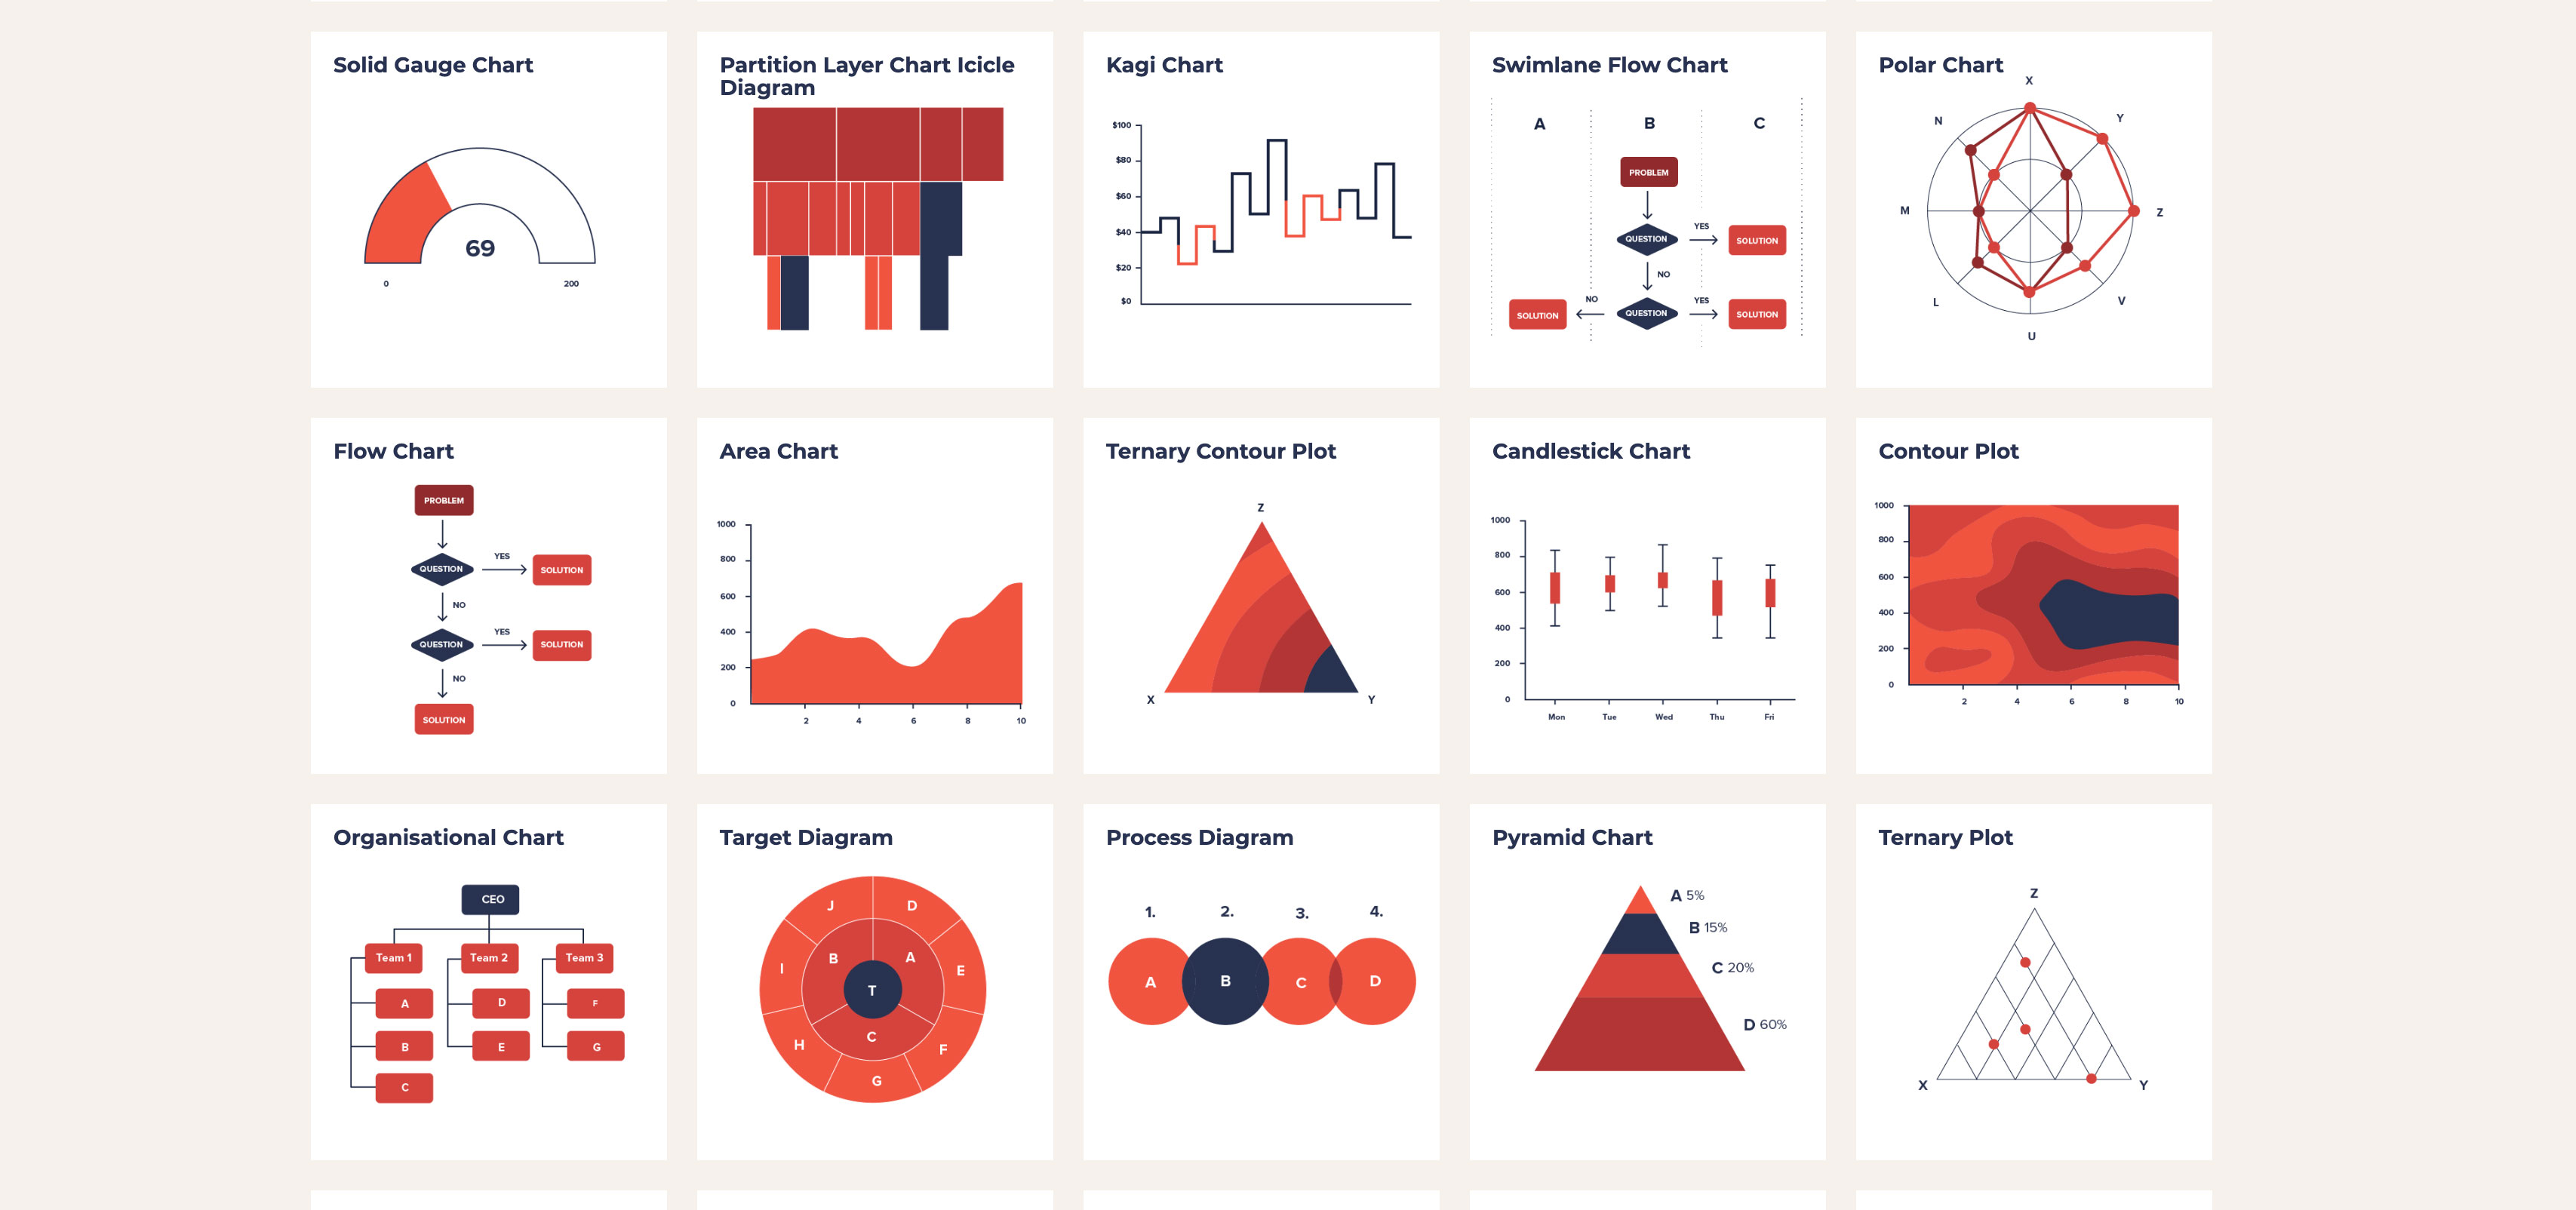 Solid Gauge Chart
69
0
200
Partition Layer Chart Icicle
Diagram
Kagi Chart
$100
$80
$60
$40
$20
$0
Swimlane Flow Chart
A B C
PROBLEM
QUESTION YES SOLUTION
NO
SOLUTION NO QUESTION YES SOLUTION
Polar Chart
X
N Y
M Z
L V
U
Flow Chart
PROBLEM
QUESTION YES SOLUTION
NO
QUESTION YES SOLUTION
NO
SOLUTION
Area Chart
1000
800
600
400
200
0
2 4 6 8 10
Ternary Contour Plot
Z
X Y
Candlestick Chart
1000
800
600
400
200
0
Mon Tue Wed Thu Fri
Contour Plot
1000
800
600
400
200
0
2 4 6 8 10
Organisational Chart
CEO
Team 1 Team 2 Team 3
A D F
B E G
C
Target Diagram
J D
B A
I E
T
C
H F
G
Process Diagram
1. 2. 3. 4.
A B C D
Pyramid Chart
A 5%
B 15%
C 20%
D 60%
Ternary Plot
Z
X Y